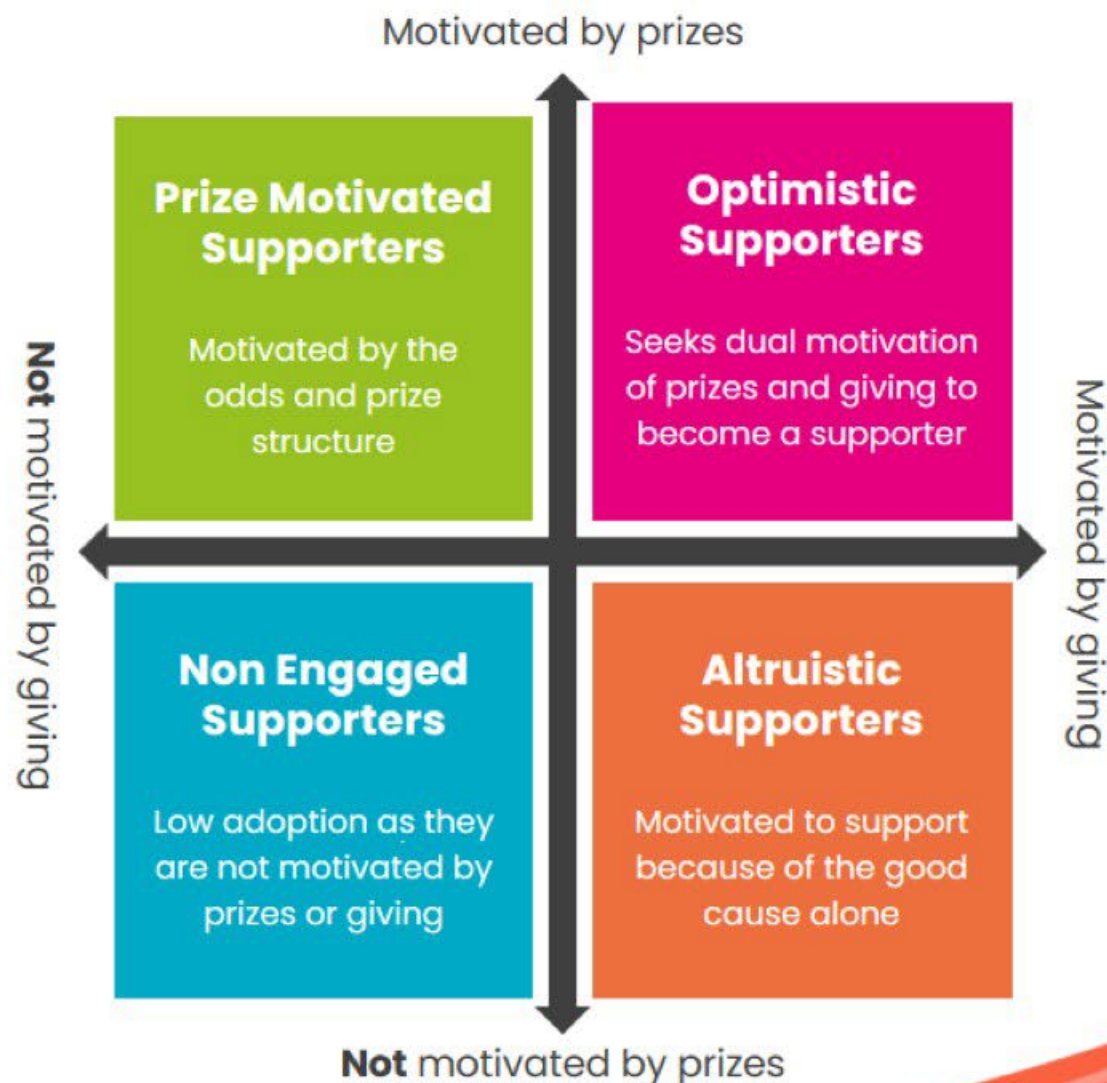 Motivated by prizes
Prize Motivated
Supporters
Motivated by the
odds and prize
structure
Optimistic
Supporters
Seeks dual motivation
of prizes and giving to
become a supporter
Not motivated by giving
Motivated by giving
Non Engaged
Supporters
Low adoption as they
are not motivated by
prizes or giving
Altruistic
Supporters
Motivated to support
because of the good
cause alone
Not motivated by prizes